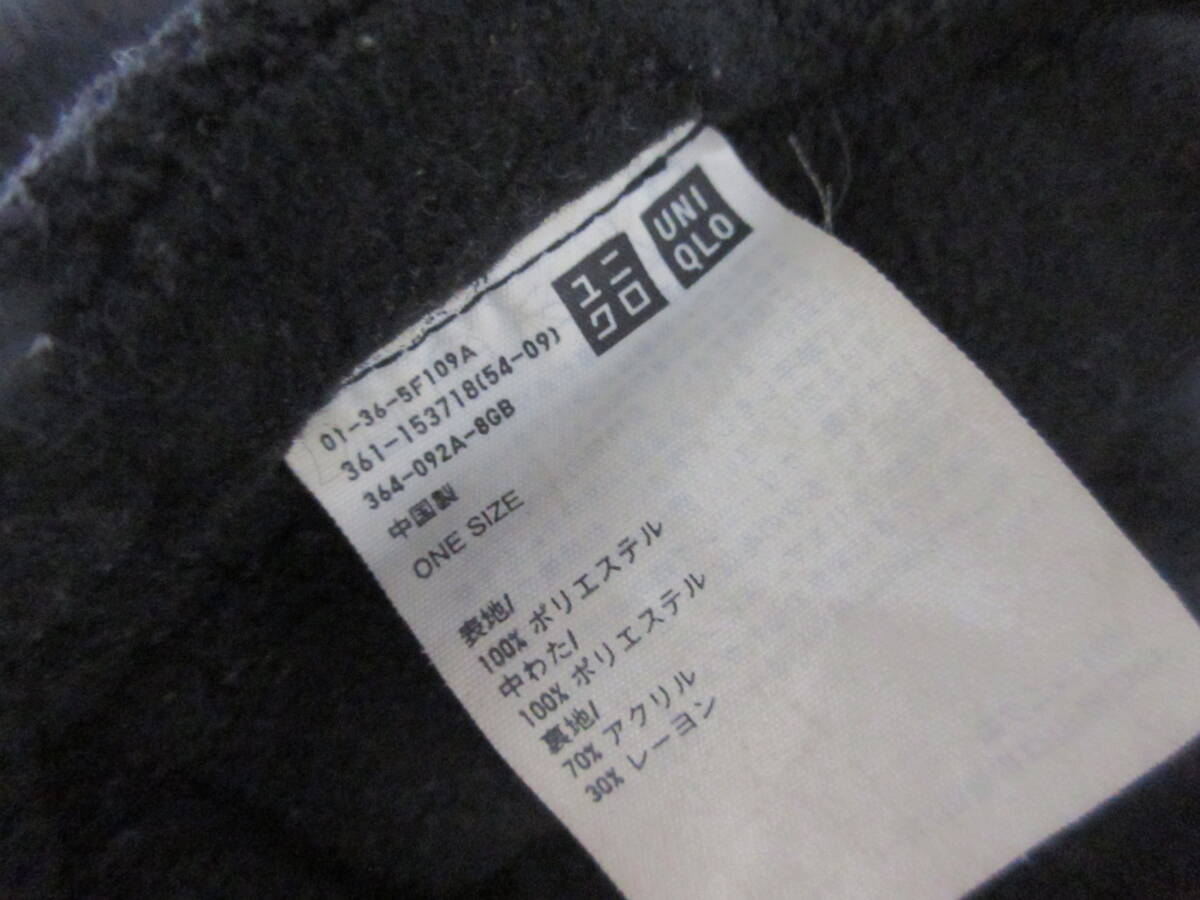 ユニ
クロ
UNI
QLO
01-36-5F109A
361-153718(54-09)
364-092A-8GB
中国製
ONE SIZE
表地/
100% ポリエステル
中わた/
100% ポリエステル
裏地/
70% アクリル
30% レーヨン